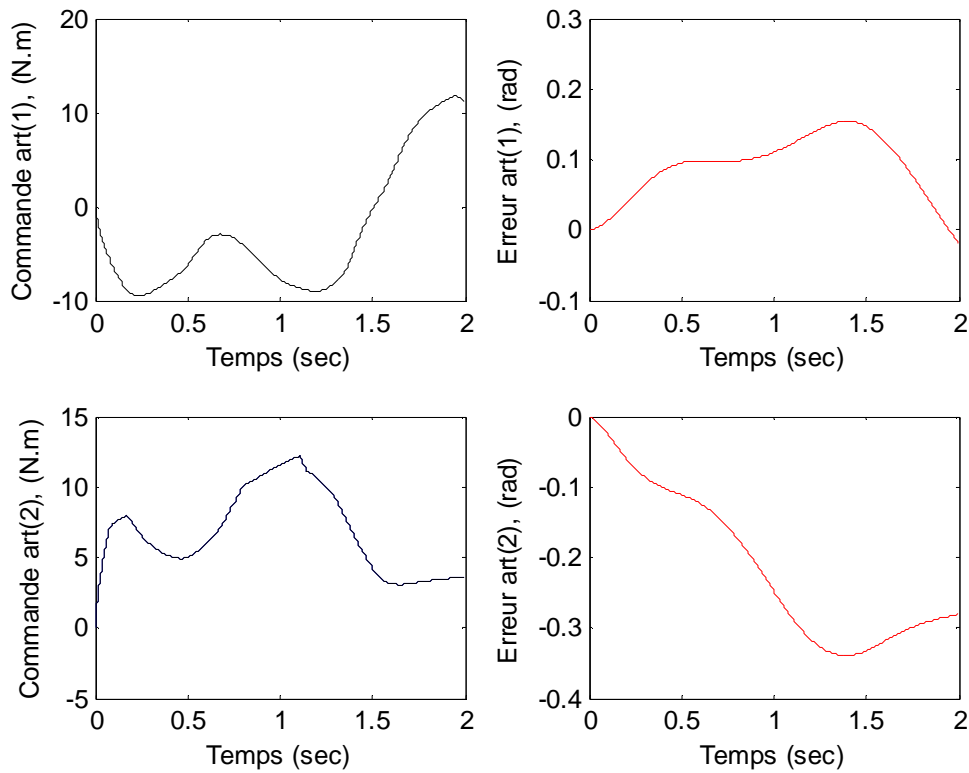 Commande art(1), (N.m)
20
10
0
-10
0 0.5 1 1.5 2
Temps (sec)
Erreur art(1), (rad)
0.3
0.2
0.1
0
-0.1
0 0.5 1 1.5 2
Temps (sec)
Commande art(2), (N.m)
15
10
5
0
-5
0 0.5 1 1.5 2
Temps (sec)
Erreur art(2), (rad)
0
-0.1
-0.2
-0.3
-0.4
0 0.5 1 1.5 2
Temps (sec)